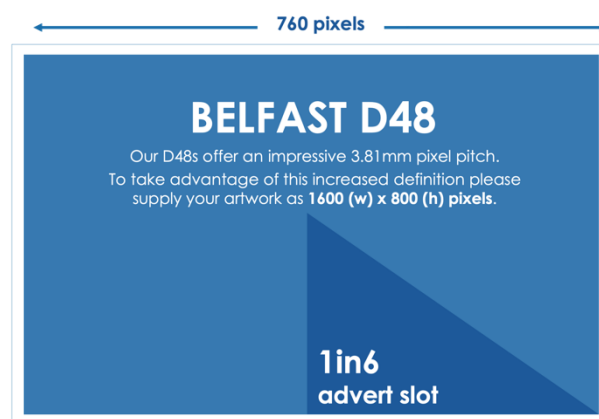 760 pixels
BELFAST D48
Our D48s offer an impressive 3.81mm pixel pitch.
To take advantage of this increased definition please
supply your artwork as 1600 (w) x 800 (h) pixels.
1in6
advert slot